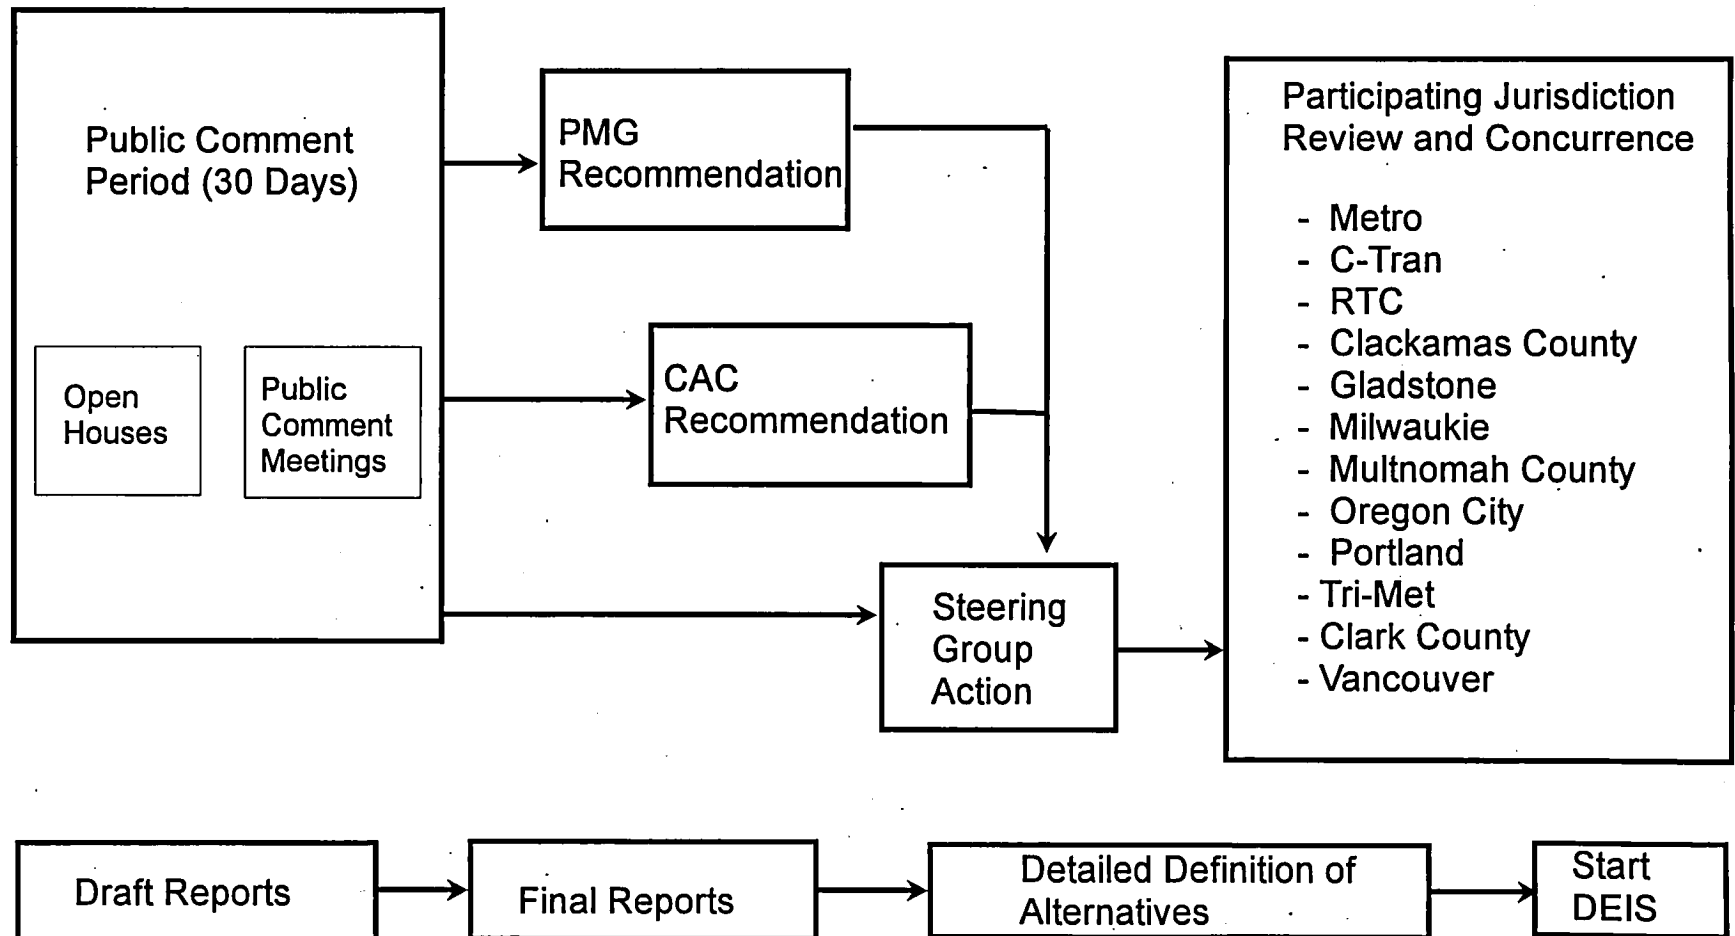 Public Comment
Period (30 Days)
Open
Houses
Public
Comment
Meetings
PMG
Recommendation
CAC
Recommendation
Steering
Group
Action
Participating Jurisdiction
Review and Concurrence
- Metro
- C-Tran
- RTC
- Clackamas County
- Gladstone
- Milwaukie
- Multnomah County
- Oregon City
- Portland
- Tri-Met
- Clark County
- Vancouver
Draft Reports
Final Reports
Detailed Definition of
Alternatives
Start
DEIS